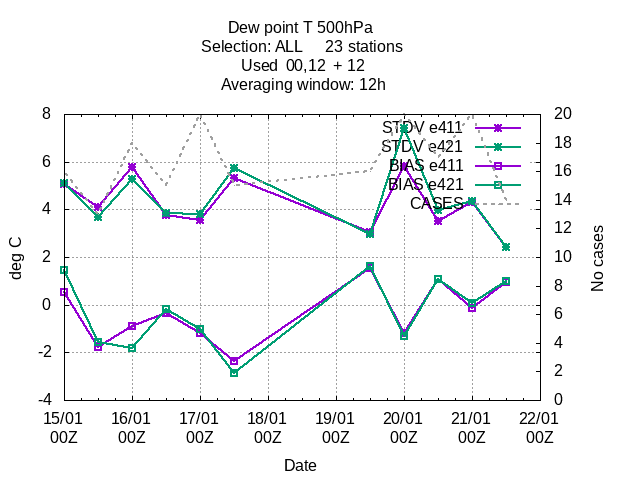 Dew point T 500hPa
Selection: ALL 23 stations
Used 00,12 + 12
Averaging window: 12h
8
6
4
2
0
-2
-4
deg C
20
18
16
14
12
10
8
6
4
2
0
No cases
STDV e411
STDV e421
BIAS e411
BIAS e421
CASES
15/01 16/01 17/01 18/01 19/01 20/01 21/01 22/01
00Z 00Z 00Z 00Z 00Z 00Z 00Z 00Z
Date